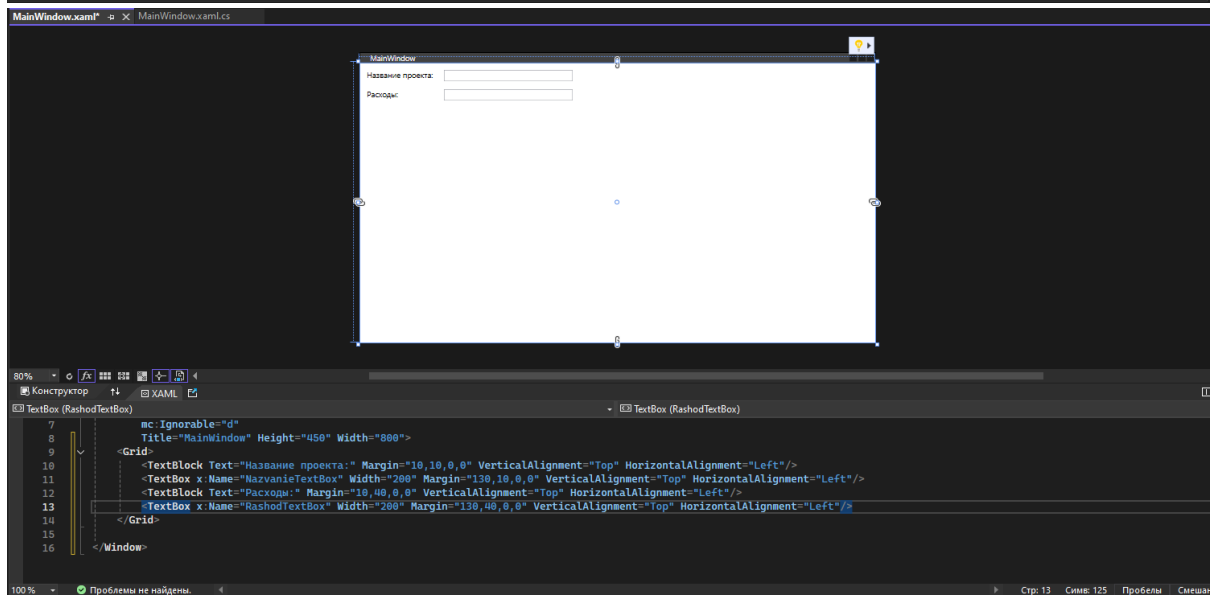 MainWindow.xaml* MainWindow.xaml.cs
MainWindow
Название проекта:
Расходы:
80% fx
Конструктор XAML
TextBox (RashodTextBox) TextBox (RashodTextBox)
7 mc:Ignorable="d"
8 Title="MainWindow" Height="450" Width="800">
9 <Grid>
10 <TextBlock Text="Название проекта:" Margin="10,10,0,0" VerticalAlignment="Top" HorizontalAlignment="Left"/>
11 <TextBox x:Name="NazvanieTextBox" Width="200" Margin="130,10,0,0" VerticalAlignment="Top" HorizontalAlignment="Left"/>
12 <TextBlock Text="Расходы:" Margin="10,40,0,0" VerticalAlignment="Top" HorizontalAlignment="Left"/>
13 <TextBox x:Name="RashodTextBox" Width="200" Margin="130,40,0,0" VerticalAlignment="Top" HorizontalAlignment="Left"/>
14 </Grid>
15
16 </Window>
100 % Проблемы не найдены. Стр: 13 Симв: 125 Пробелы Смешан